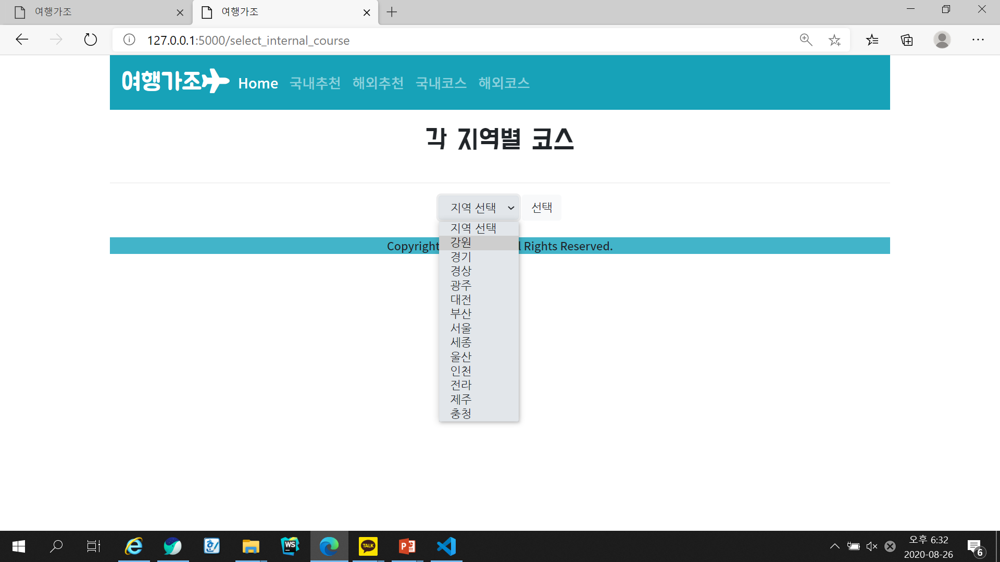 여행가조
여행가조
127.0.0.1:5000/select_internal_course
여행가조 Home 국내추천 해외추천 국내코스 해외코스
각 지역별 코스
지역 선택 선택
지역 선택
강원
Copyright Rights Reserved.
경기
경상
광주
대전
부산
서울
세종
울산
인천
전라
제주
충청
한
WS
TALK
P
오후 6:32
2020-08-26
6